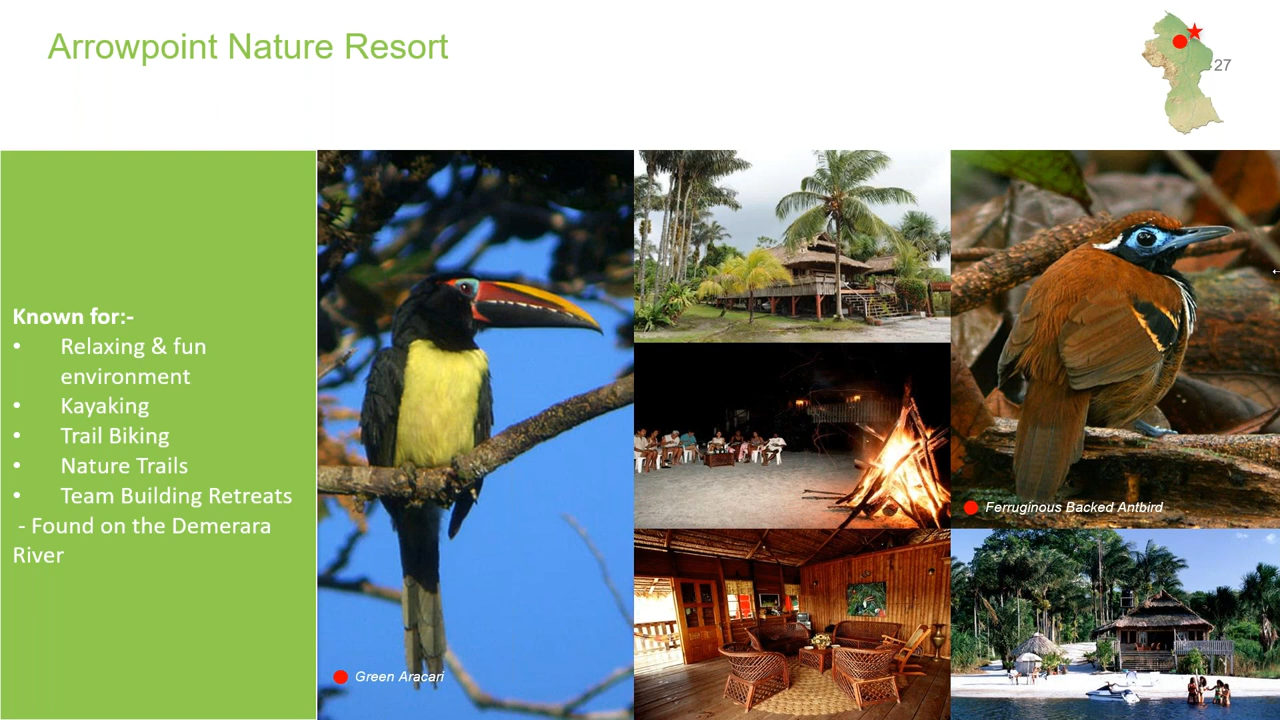 Arrowpoint Nature Resort
27
Known for:-
• Relaxing & fun
environment
• Kayaking
• Trail Biking
• Nature Trails
• Team Building Retreats
- Found on the Demerara
River
Green Aracari
Ferruginous Backed Antbird